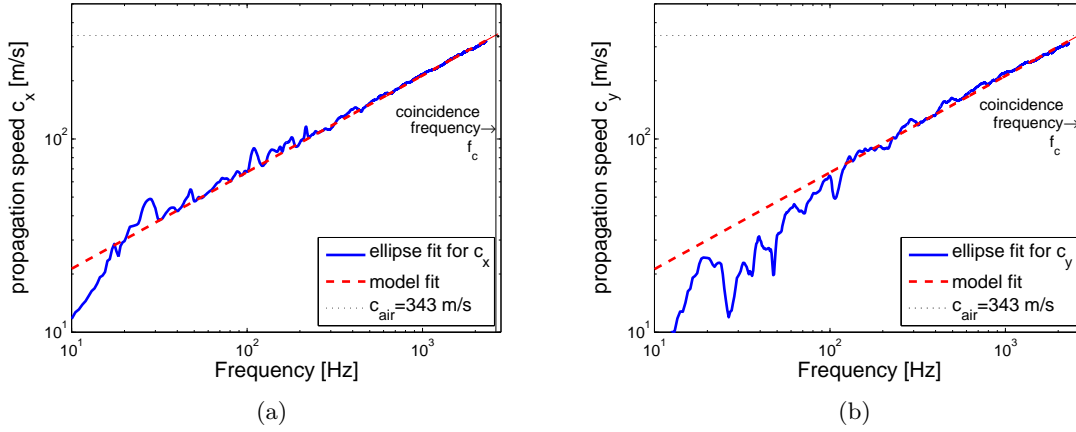 propagation speed c_x [m/s]
10^2
10^1
coincidence
frequency→
f_c
ellipse fit for c_x
model fit
c_air=343 m/s
10^1
10^2
10^3
Frequency [Hz]
(a)
propagation speed c_y [m/s]
10^2
10^1
coincidence
frequency→
f_c
ellipse fit for c_y
model fit
c_air=343 m/s
10^1
10^2
10^3
Frequency [Hz]
(b)